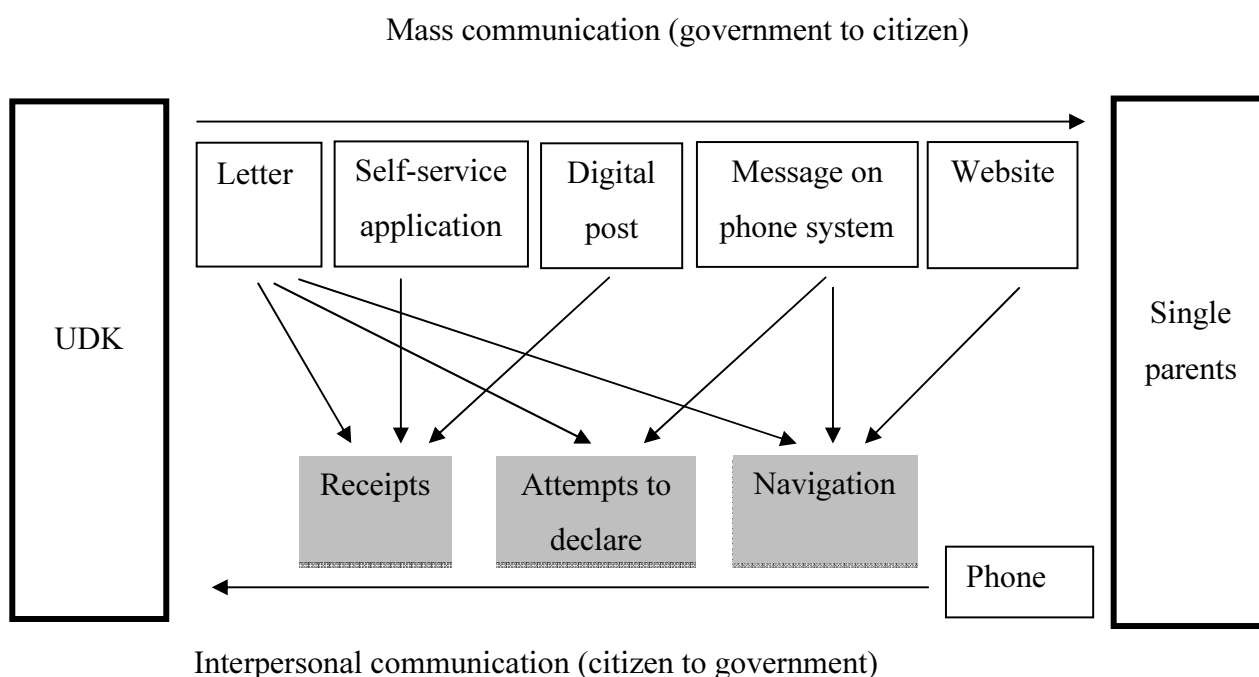 Mass communication (government to citizen)
UDK
Letter
Self-service
application
Digital
post
Message on
phone system
Website
Single
parents
Receipts
Attempts to
declare
Navigation
Phone
Interpersonal communication (citizen to government)